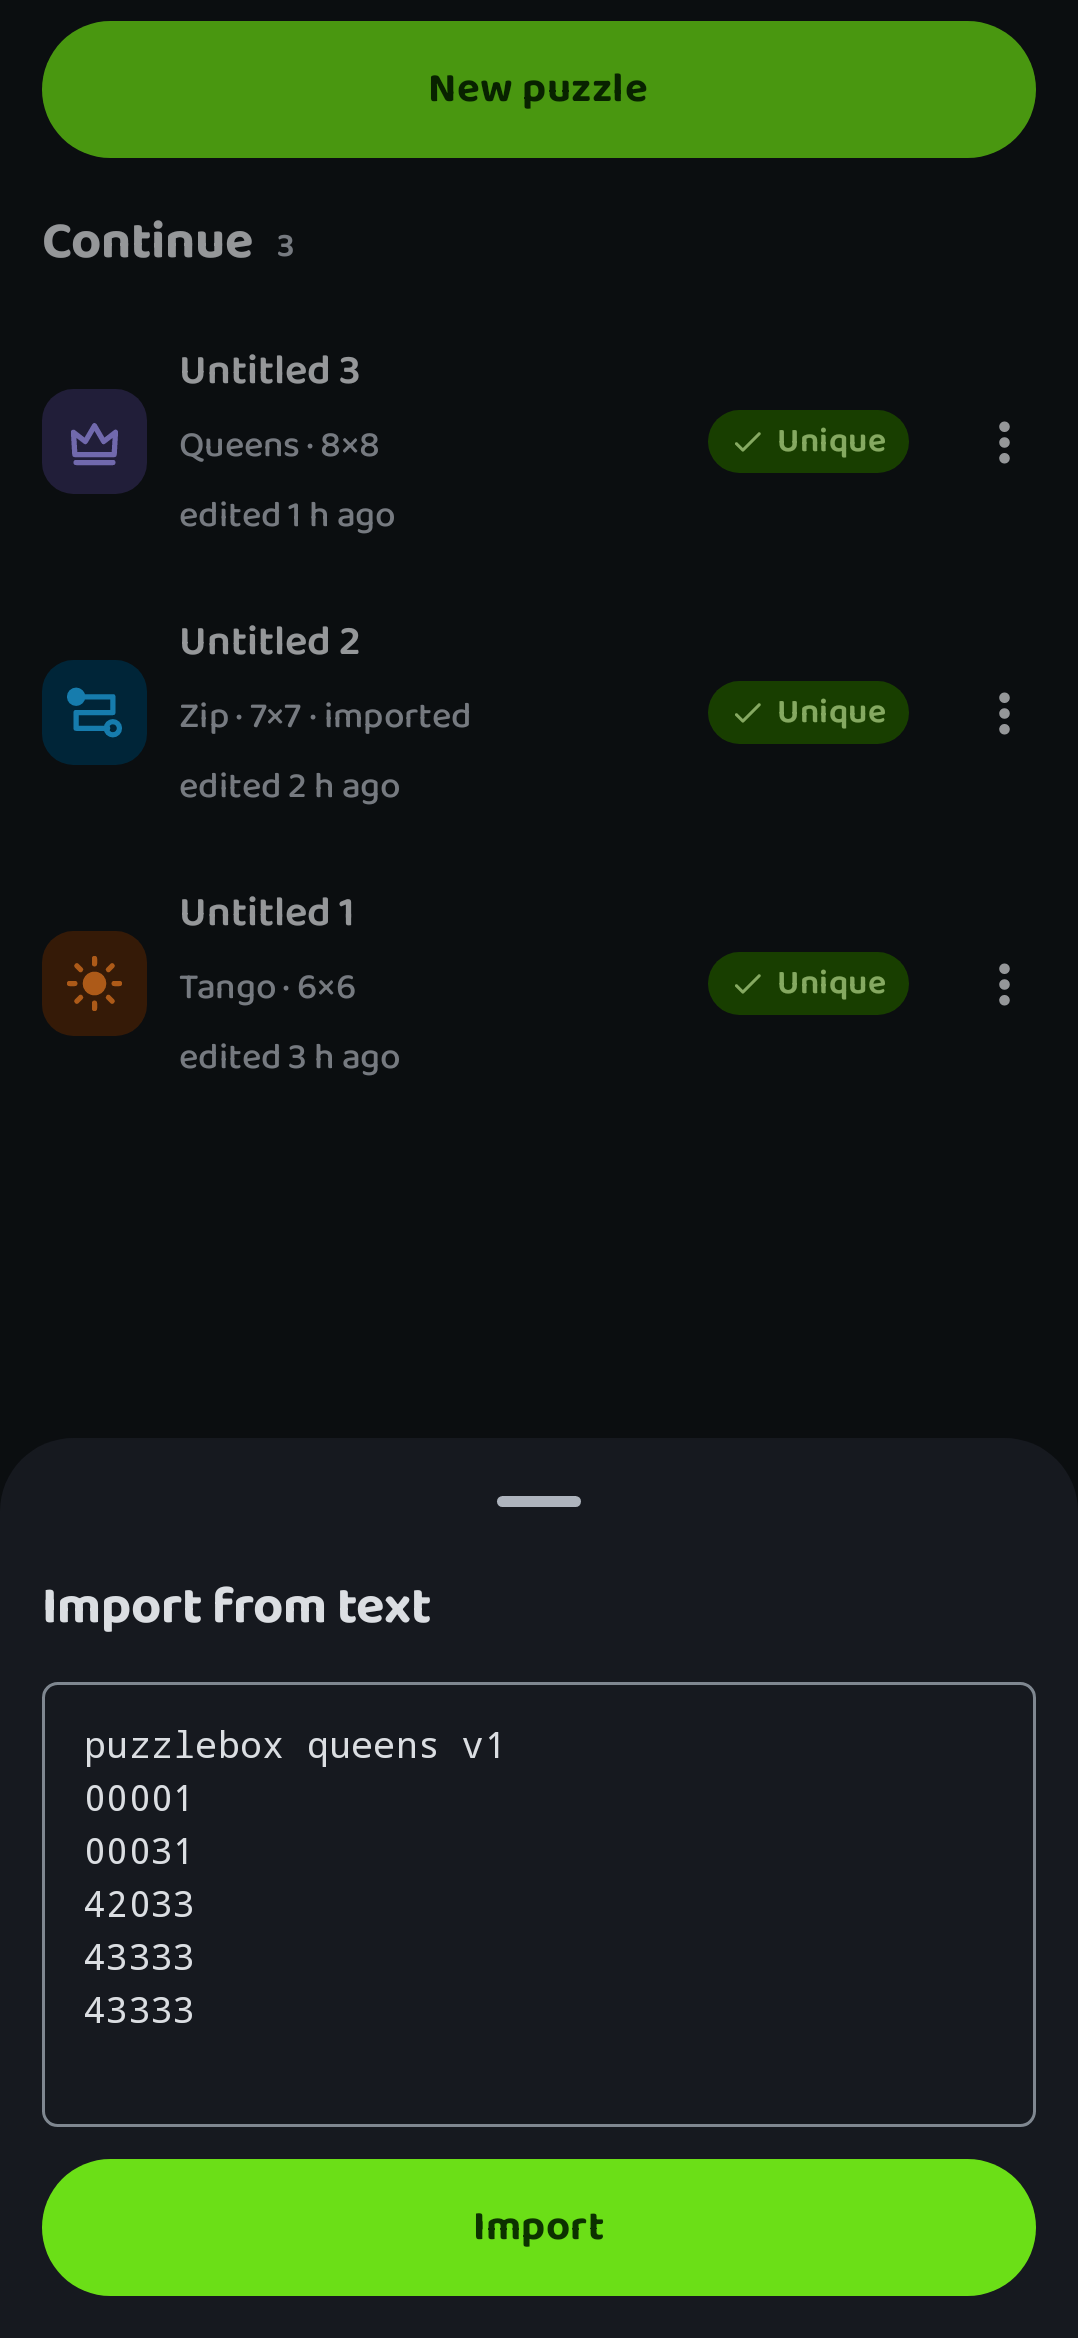 New puzzle
Continue 3
Untitled 3
Queens · 8×8
edited 1 h ago
Unique
Untitled 2
Zip · 7×7 · imported
edited 2 h ago
Unique
Untitled 1
Tango · 6×6
edited 3 h ago
Unique
Import from text
puzzlebox queens v1
00001
00031
42033
43333
43333
Import